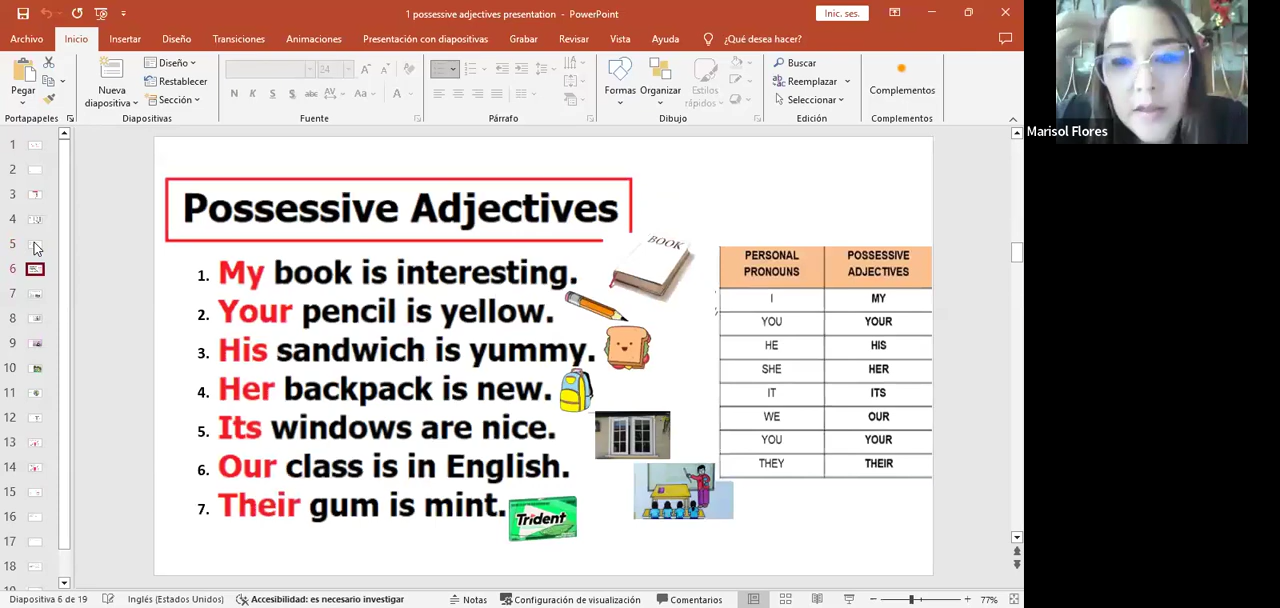 1 possessive adjectives presentation - PowerPoint
Inic. ses.
Archivo Inicio Insertar Diseño Transiciones Animaciones Presentación con diapositivas Grabar Revisar Vista Ayuda ¿Qué desea hacer?
Pegar
Nueva
diapositiva
Diseño
Restablecer
Sección
24
N K S S abc AV Aa A
Formas
Organizar
Estilos
rápidos
Buscar
Reemplazar
Seleccionar
Complementos
Portapapeles Diapositivas Fuente Párrafo Dibujo Edición Complementos
Marisol Flores
1
2
3
4
5
6
7
8
9
10
11
12
13
14
15
16
17
18
Possessive Adjectives
BOOK
1. My book is interesting.
2. Your pencil is yellow.
3. His sandwich is yummy.
4. Her backpack is new.
5. Its windows are nice.
6. Our class is in English.
7. Their gum is mint.
Trident
PERSONAL PRONOUNS POSSESSIVE ADJECTIVES
I MY
YOU YOUR
HE HIS
SHE HER
IT ITS
WE OUR
YOU YOUR
THEY THEIR
Diapositiva 6 de 19 Inglés (Estados Unidos) Accesibilidad: es necesario investigar Notas Configuración de visualización Comentarios 77%